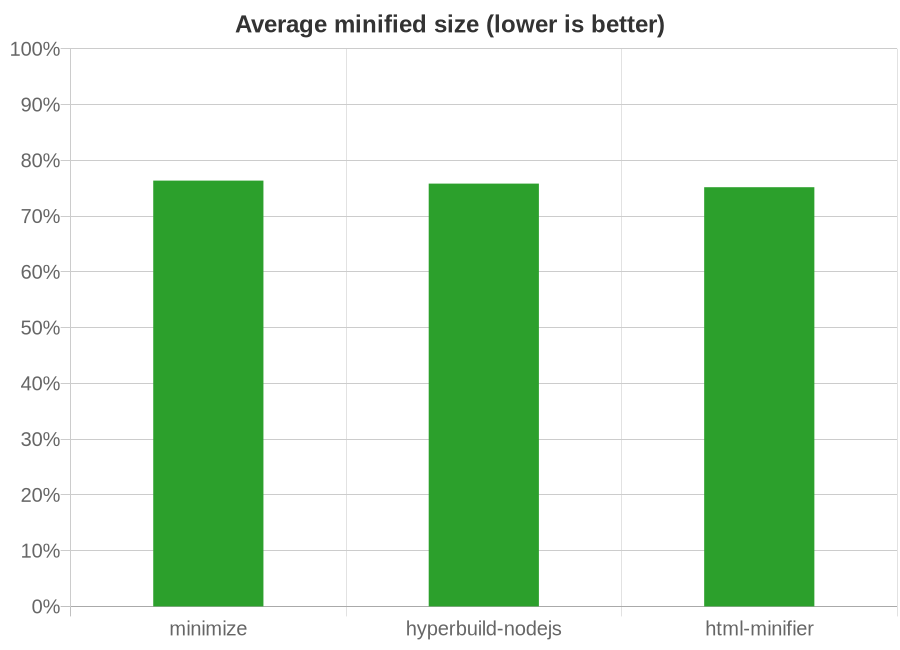 Average minified size (lower is better)
100%
90%
80%
70%
60%
50%
40%
30%
20%
10%
0%
minimize
hyperbuild-nodejs
html-minifier